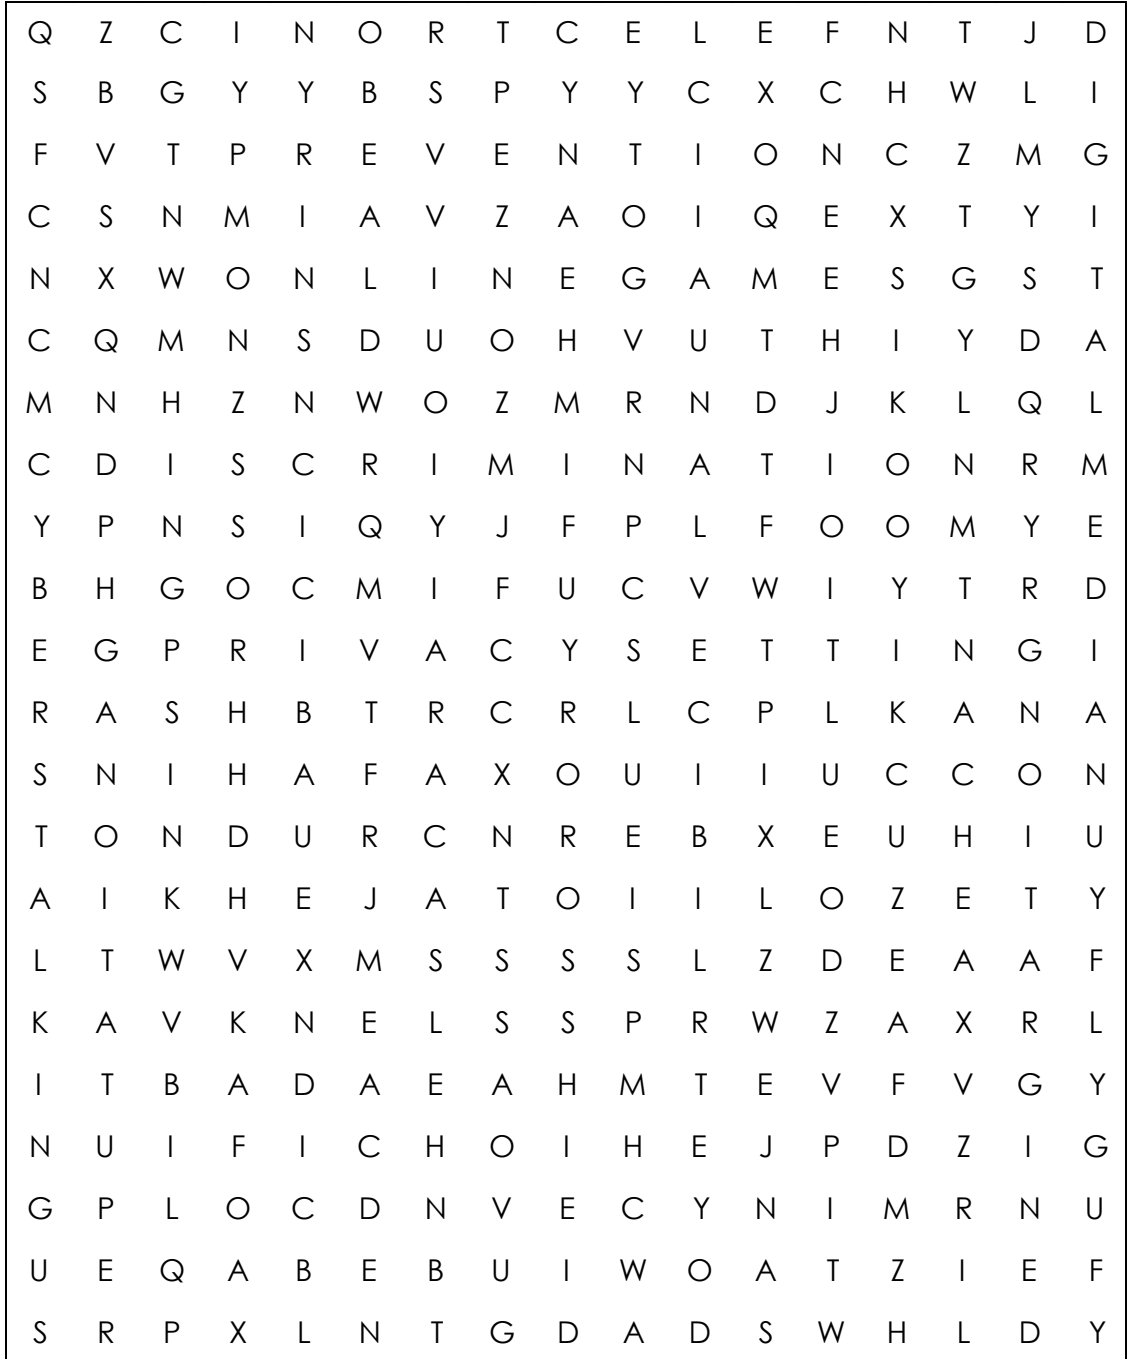 Q Z C I N O R T C E L E F N T J D
S B G Y Y B S P Y Y C X C H W L I
F V T P R E V E N T I O N C Z M G
C S N M I A V Z A O I Q E X T Y I
N X W O N L I N E G A M E S G S T
C Q M N S D U O H V U T H I Y D A
M N H Z N W O Z M R N D J K L Q L
C D I S C R I M I N A T I O N R M
Y P N S I Q Y J F P L F O O M Y E
B H G O C M I F U C V W I Y T R D
E G P R I V A C Y S E T T I N G I
R A S H B T R C R L C P L K A N A
S N I H A F A X O U I I U C C O N
T O N D U R C N R E B X E U H I U
A I K H E J A T O I I L O Z E T Y
L T W V X M S S S S L Z D E A A F
K A V K N E L S S P R W Z A X R L
I T B A D A E A H M T E V F V G Y
N U I F I C H O I H E J P D Z I G
G P L O C D N V E C Y N I M R N U
U E Q A B E B U I W O A T Z I E F
S R P X L N T G D A D S W H L D Y